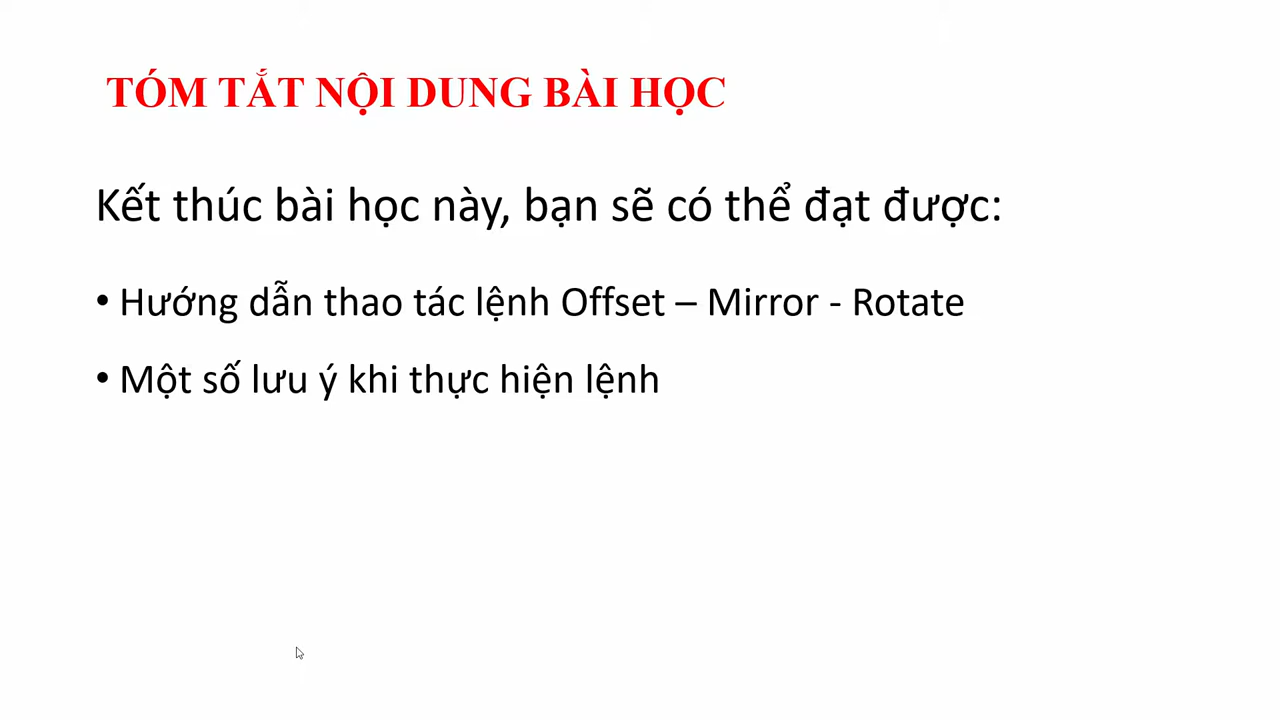 TÓM TẮT NỘI DUNG BÀI HỌC
Kết thúc bài học này, bạn sẽ có thể đạt được:
• Hướng dẫn thao tác lệnh Offset – Mirror - Rotate
• Một số lưu ý khi thực hiện lệnh